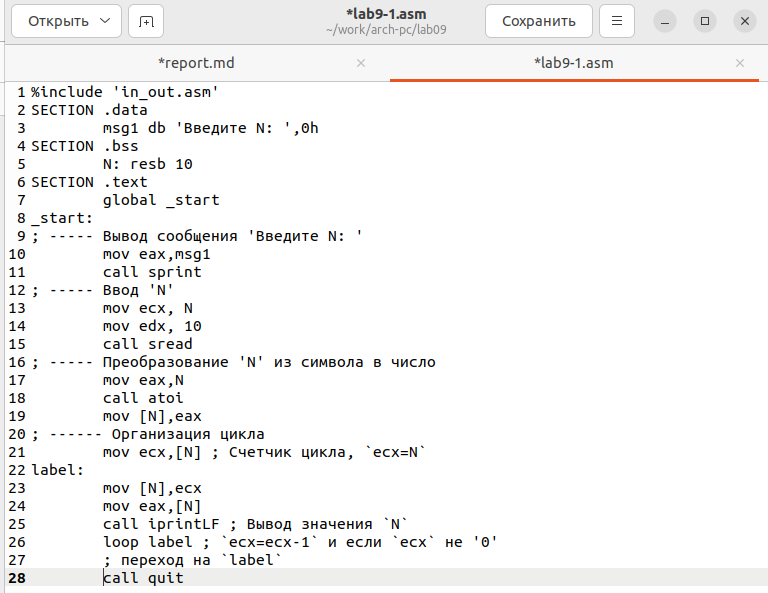 Открыть
*lab9-1.asm
~/work/arch-pc/lab09
Сохранить
*report.md
*lab9-1.asm
1 %include 'in_out.asm'
2 SECTION .data
3 msg1 db 'Введите N: ',0h
4 SECTION .bss
5 N: resb 10
6 SECTION .text
7 global _start
8 _start:
9 ; ----- Вывод сообщения 'Введите N: '
10 mov eax,msg1
11 call sprint
12 ; ----- Ввод 'N'
13 mov ecx, N
14 mov edx, 10
15 call sread
16 ; ----- Преобразование 'N' из символа в число
17 mov eax,N
18 call atoi
19 mov [N],eax
20 ; ------ Организация цикла
21 mov ecx,[N] ; Счетчик цикла, `ecx=N`
22 label:
23 mov [N],ecx
24 mov eax,[N]
25 call iprintLF ; Вывод значения `N`
26 loop label ; `ecx=ecx-1` и если `ecx` не '0'
27 ; переход на `label`
28 call quit